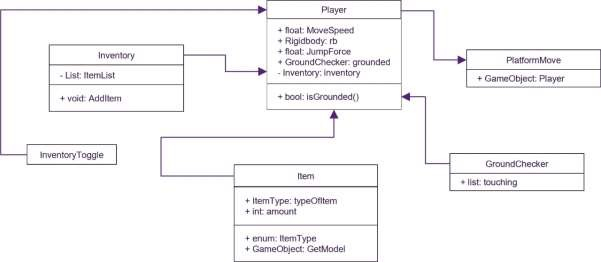 Player
+ float: MoveSpeed
+ Rigidbody: rb
+ float: JumpForce
+ GroundChecker: grounded
- Inventory: inventory
+ bool: isGrounded()
Inventory
- List: ItemList
+ void: AddItem
PlatformMove
+ GameObject: Player
InventoryToggle
GroundChecker
+ list: touching
Item
+ ItemType: typeOfItem
+ int: amount
+ enum: ItemType
+ GameObject: GetModel